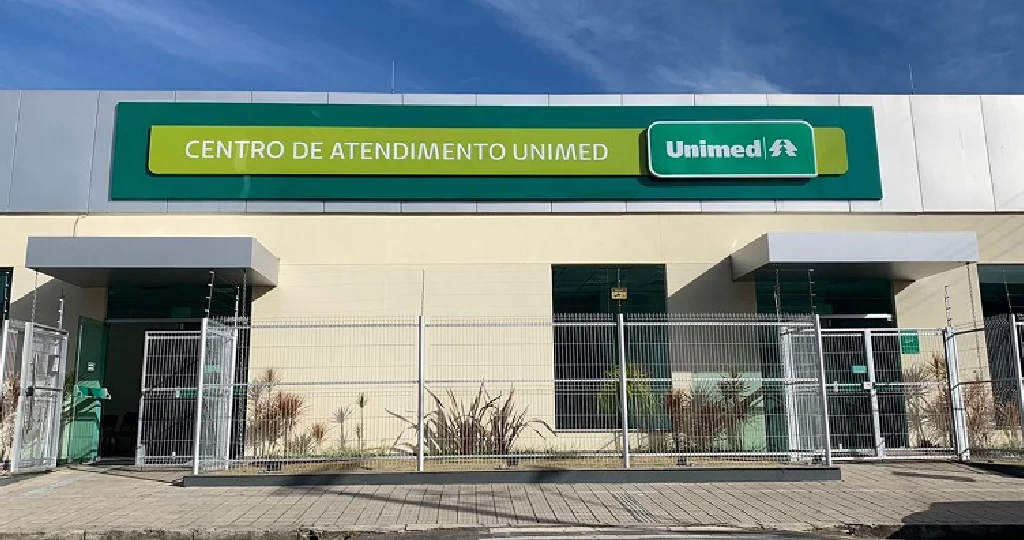 CENTRO DE ATENDIMENTO UNIMED
Unimed